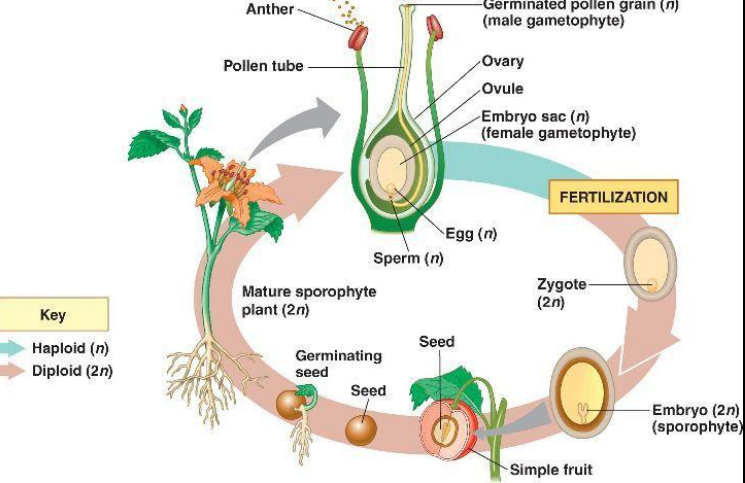 Anther
Germinated pollen grain (n)
(male gametophyte)
Pollen tube
Ovary
Ovule
Embryo sac (n)
(female gametophyte)
FERTILIZATION
Egg (n)
Sperm (n)
Zygote
(2n)
Mature sporophyte
plant (2n)
Key
Haploid (n)
Diploid (2n)
Germinating
seed
Seed
Seed
Embryo (2n)
(sporophyte)
Simple fruit